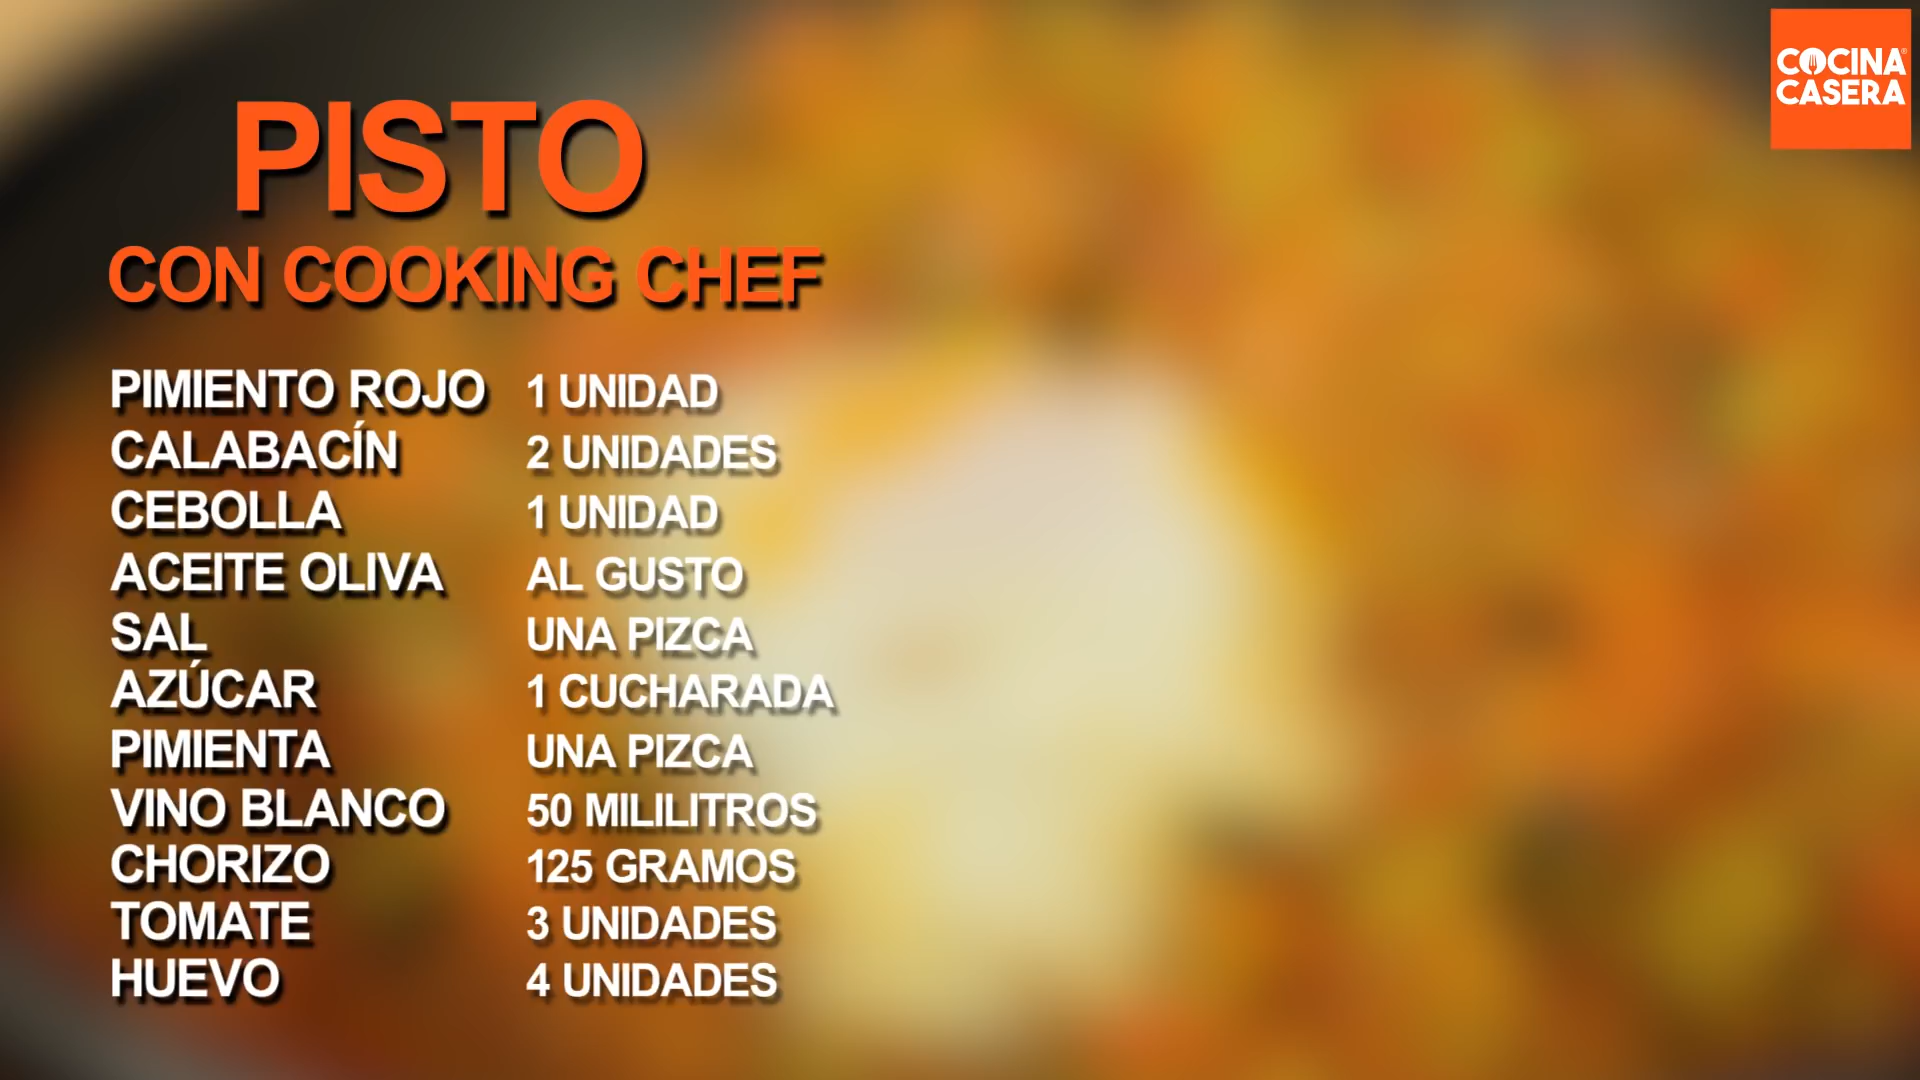 COCINA
CASERA
PISTO
CON COOKING CHEF
PIMIENTO ROJO 1 UNIDAD
CALABACÍN 2 UNIDADES
CEBOLLA 1 UNIDAD
ACEITE OLIVA AL GUSTO
SAL UNA PIZCA
AZÚCAR 1 CUCHARADA
PIMIENTA UNA PIZCA
VINO BLANCO 50 MILILITROS
CHORIZO 125 GRAMOS
TOMATE 3 UNIDADES
HUEVO 4 UNIDADES